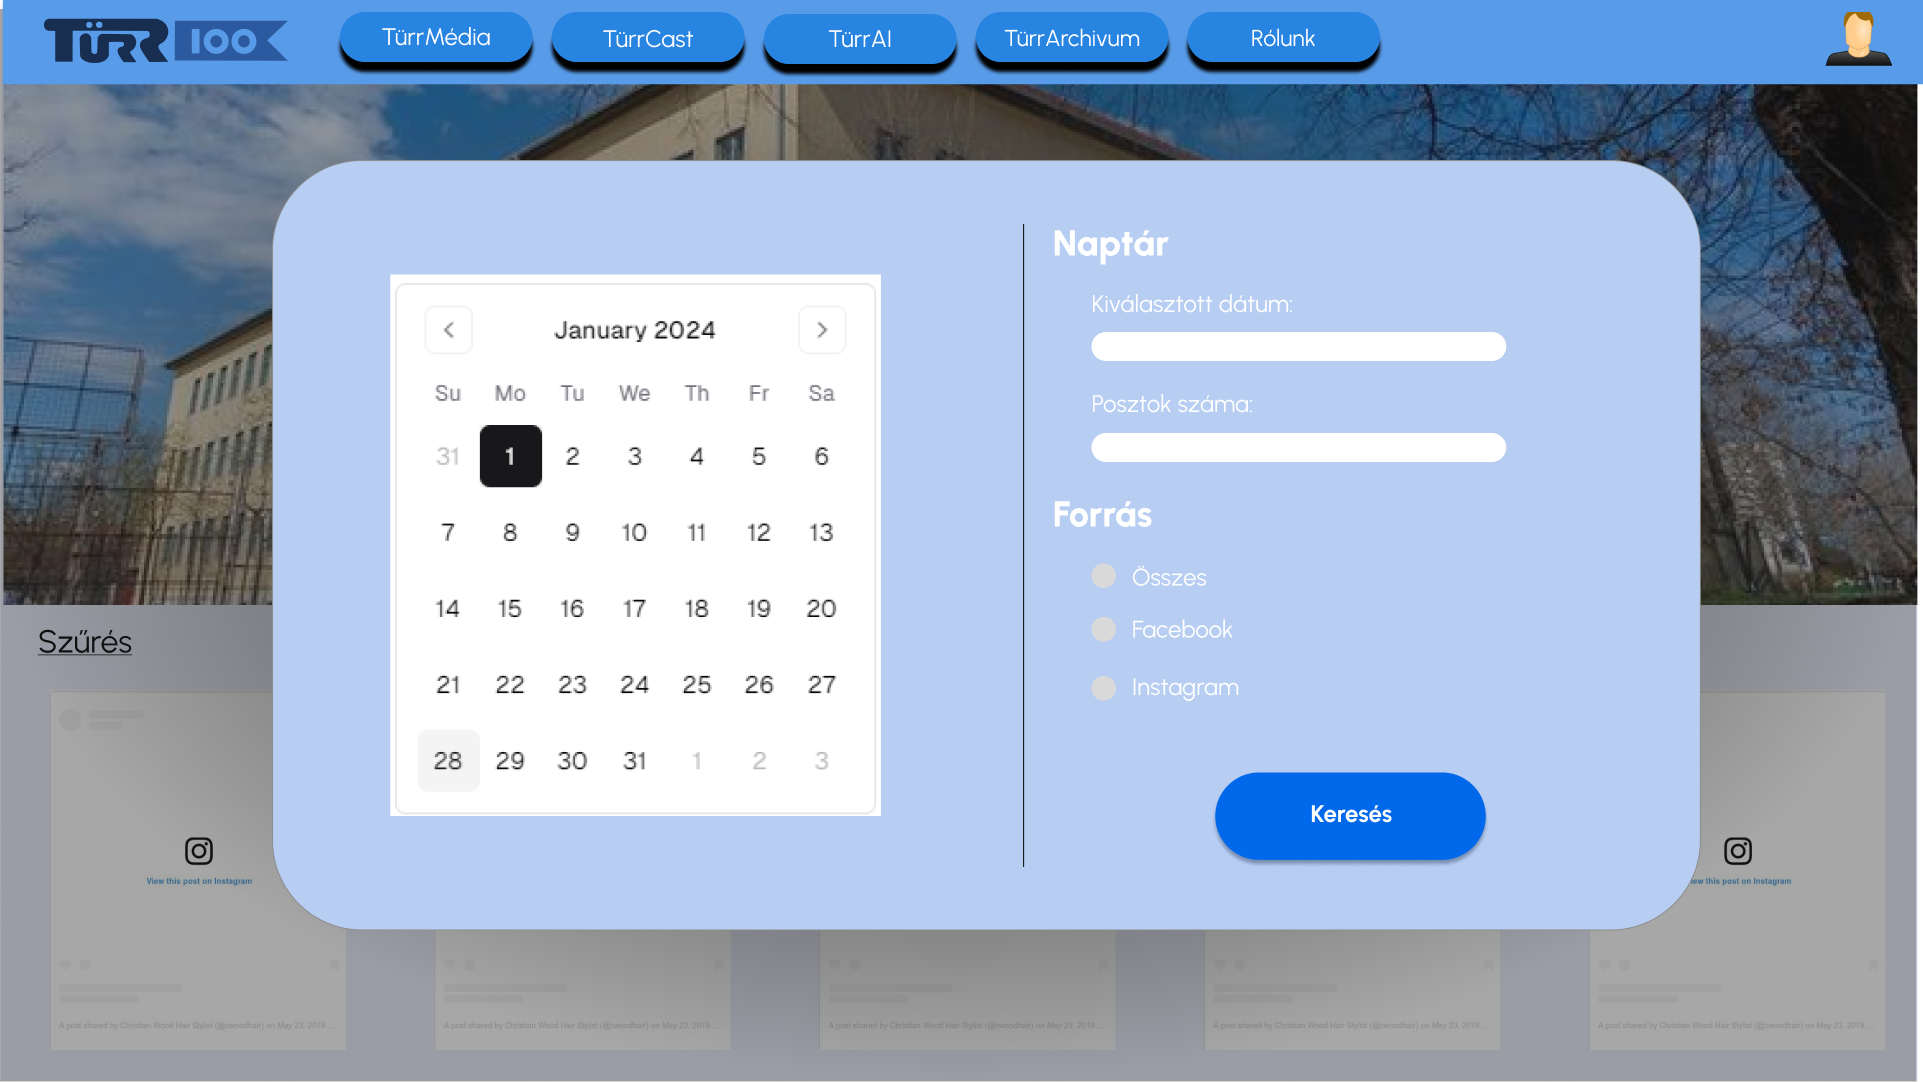 TÜRR 100
TürrMédia
TürrCast
TürrAI
TürrArchivum
Rólunk
January 2024
Su Mo Tu We Th Fr Sa
31 1 2 3 4 5 6
7 8 9 10 11 12 13
14 15 16 17 18 19 20
21 22 23 24 25 26 27
28 29 30 31 1 2 3
Naptár
Kiválasztott dátum:
Posztok száma:
Forrás
Összes
Facebook
Instagram
Keresés
Szűrés
View this post on Instagram
ew this post on Instagram
A post shared by Christian Wood Hair Stylist (@cwoodhair) on May 23, 2019 ...
A post shared by Christian Wood Hair Stylist (@cwoodhair) on May 23, 2019 ...
A post shared by Christian Wood Hair Stylist (@cwoodhair) on May 23, 2019 ...
A post shared by Christian Wood Hair Stylist (@cwoodhair) on May 23, 2019 ...
A post shared by Christian Wood Hair Stylist (@cwoodhair) on May 23, 2019 ...